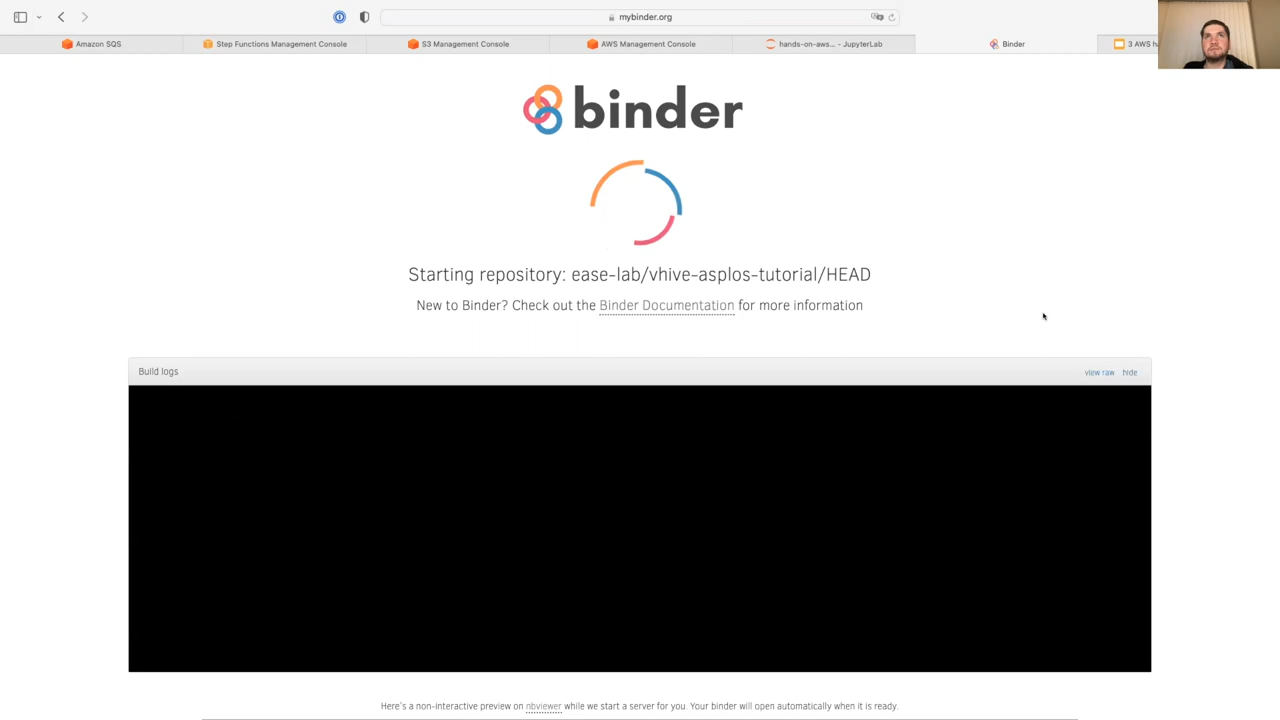 mybinder.org
Amazon SQS
Step Functions Management Console
S3 Management Console
AWS Management Console
hands-on-aws... - JupyterLab
Binder
3 AWS ha
binder
Starting repository: ease-lab/vhive-asplos-tutorial/HEAD
New to Binder? Check out the Binder Documentation for more information
Build logs
view raw
hide
Here's a non-interactive preview on nbviewer while we start a server for you. Your binder will open automatically when it is ready.